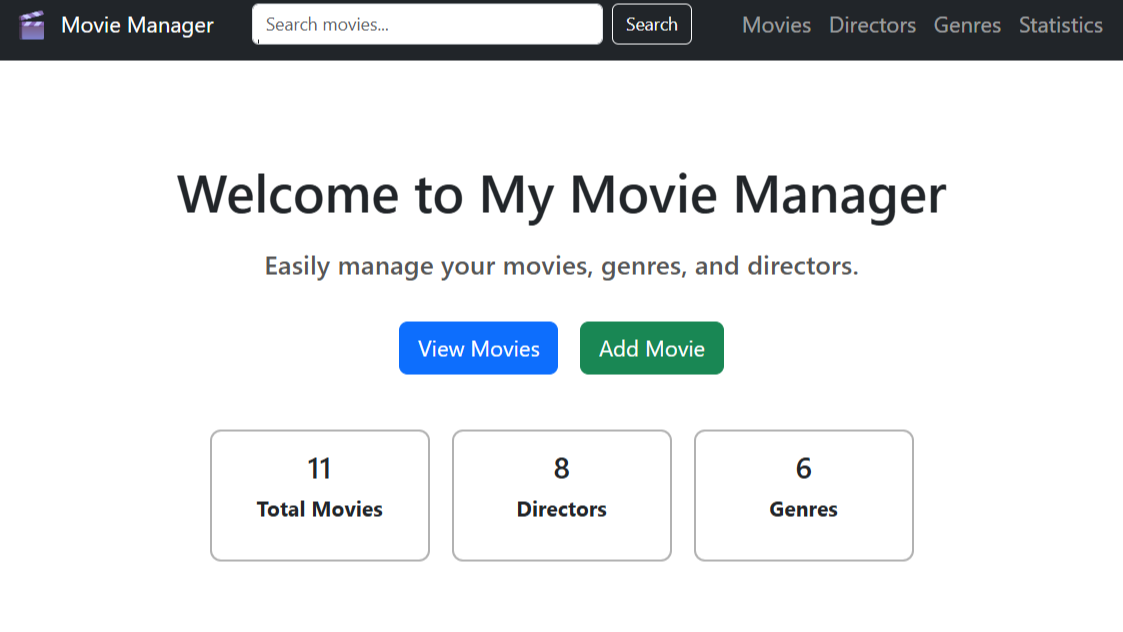 Movie Manager
Search movies...
Search
Movies
Directors
Genres
Statistics
Welcome to My Movie Manager
Easily manage your movies, genres, and directors.
View Movies
Add Movie
11
Total Movies
8
Directors
6
Genres